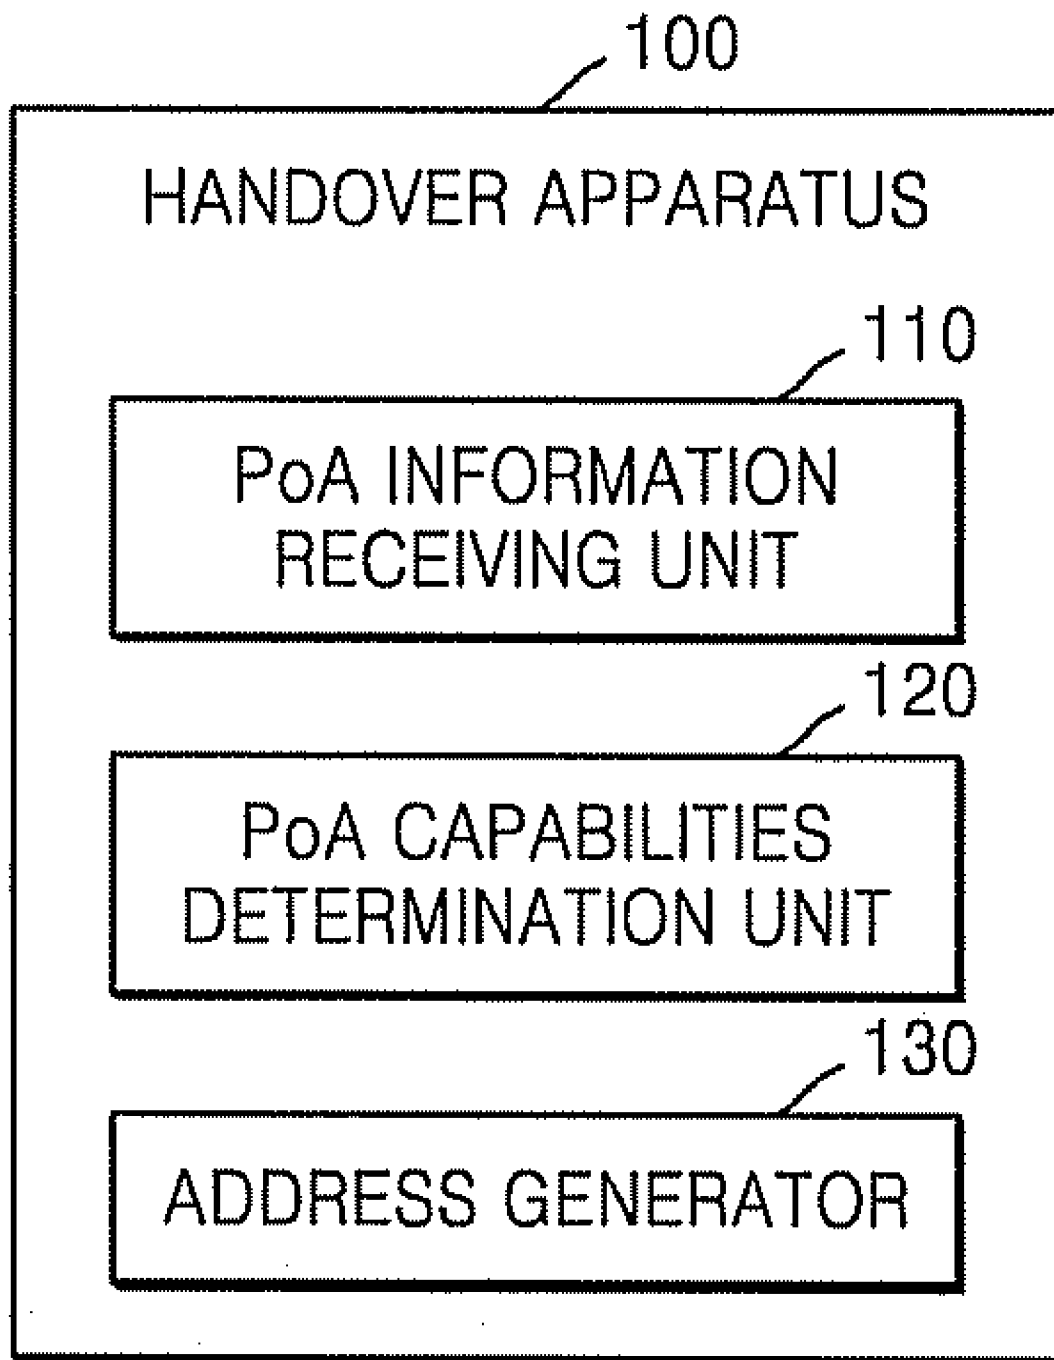 100
HANDOVER APPARATUS
110
PoA INFORMATION
RECEIVING UNIT
120
PoA CAPABILITIES
DETERMINATION UNIT
130
ADDRESS GENERATOR